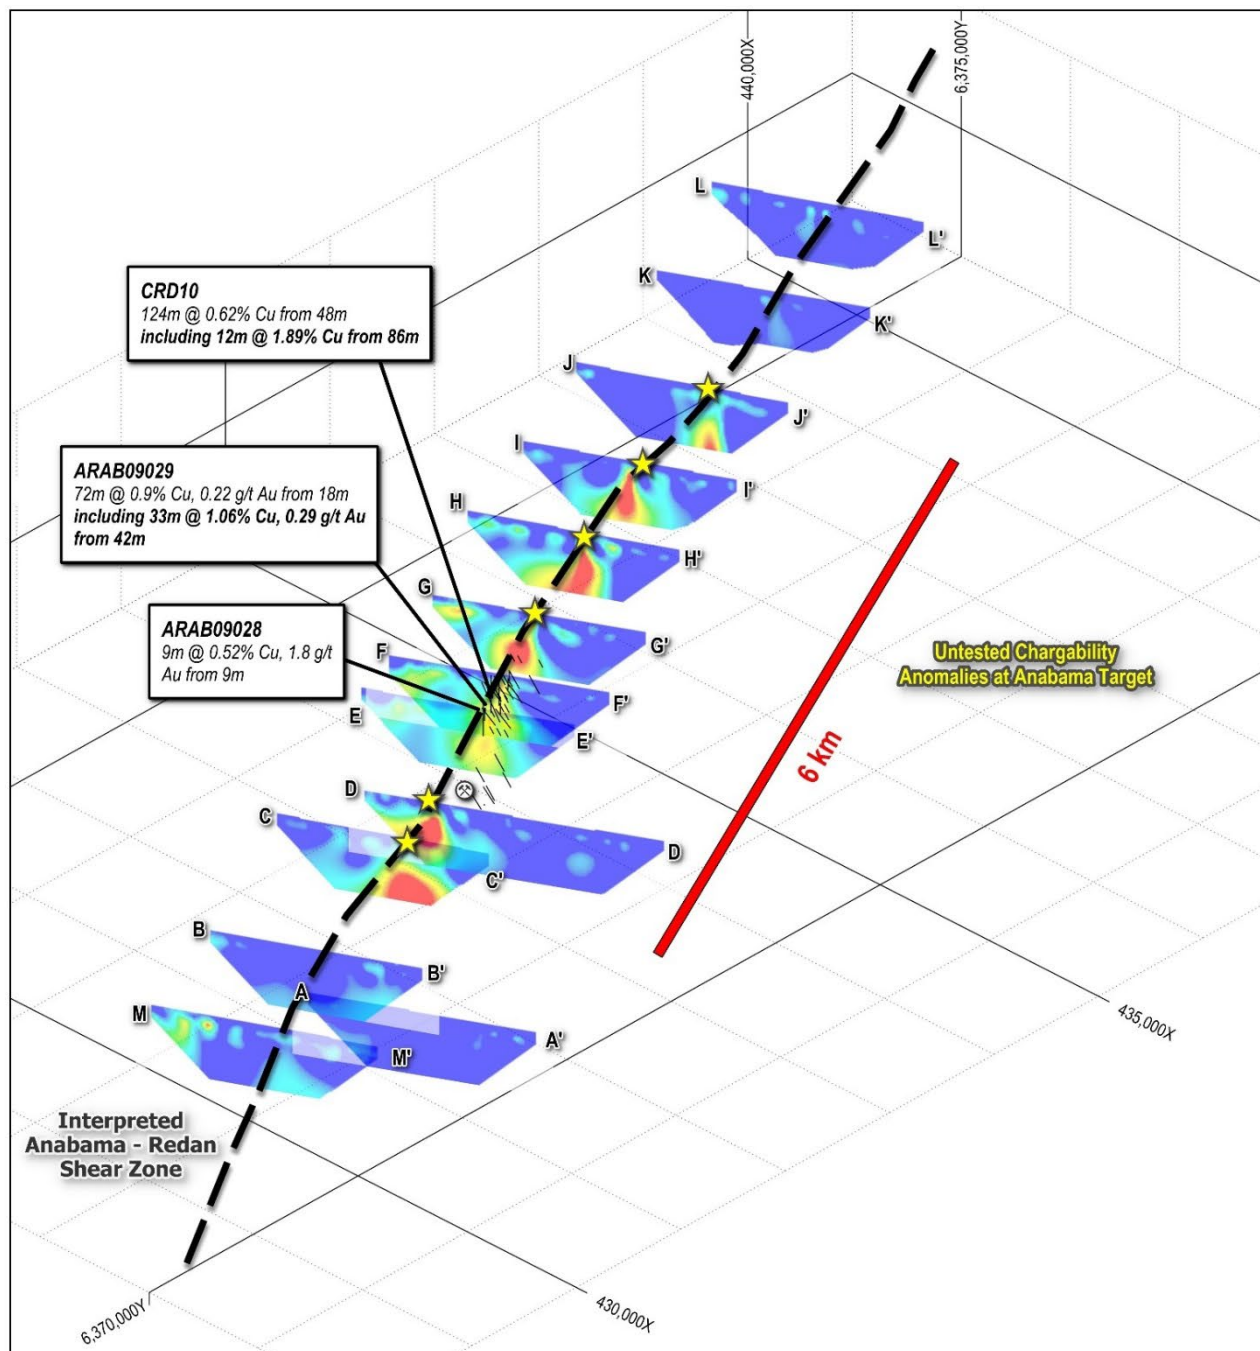 440,000X
6,375,000Y
L
L'
K
K'
CRD10
124m @ 0.62% Cu from 48m
including 12m @ 1.89% Cu from 86m
J
J'
I
I'
ARAB09029
72m @ 0.9% Cu, 0.22 g/t Au from 18m
including 33m @ 1.06% Cu, 0.29 g/t Au
from 42m
H
H'
G
G'
ARAB09028
9m @ 0.52% Cu, 1.8 g/t
Au from 9m
F
F'
E
E'
Untested Chargability
Anomalies at Anabama Target
6 km
D
D
C
C'
B
B'
A
A'
M
M'
435,000X
Interpreted
Anabama - Redan
Shear Zone
6,370,000Y
430,000X